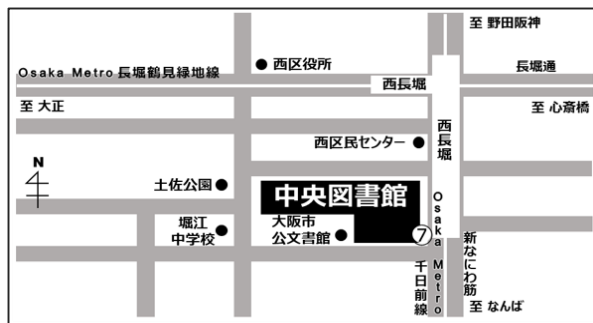 至 野田阪神
西区役所
Osaka Metro 長堀鶴見緑地線
長堀通
西長堀
至 大正
至 心斎橋
西長堀
西区民センター
N
土佐公園
中央図書館
堀江
中学校
大阪市
公文書館
⑦
Osaka Metro
千日前線
新なにわ筋
至 なんば